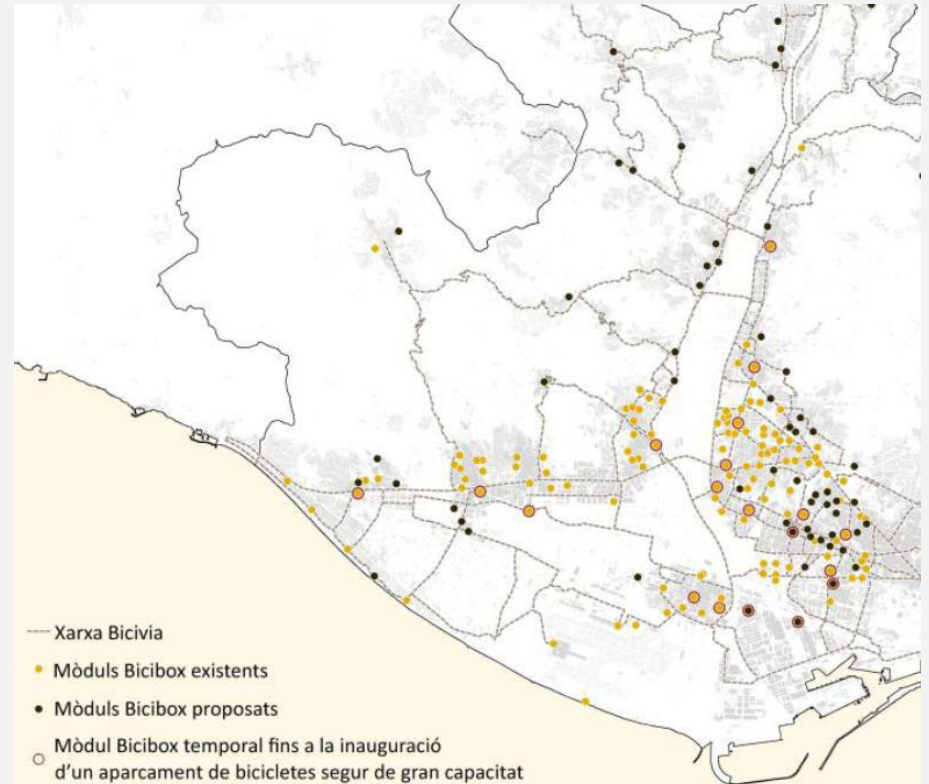 Xarxa Bicivia
Mòduls Bicibox existents
Mòduls Bicibox proposats
Mòdul Bicibox temporal fins a la inauguració
d'un aparcament de bicicletes segur de gran capacitat